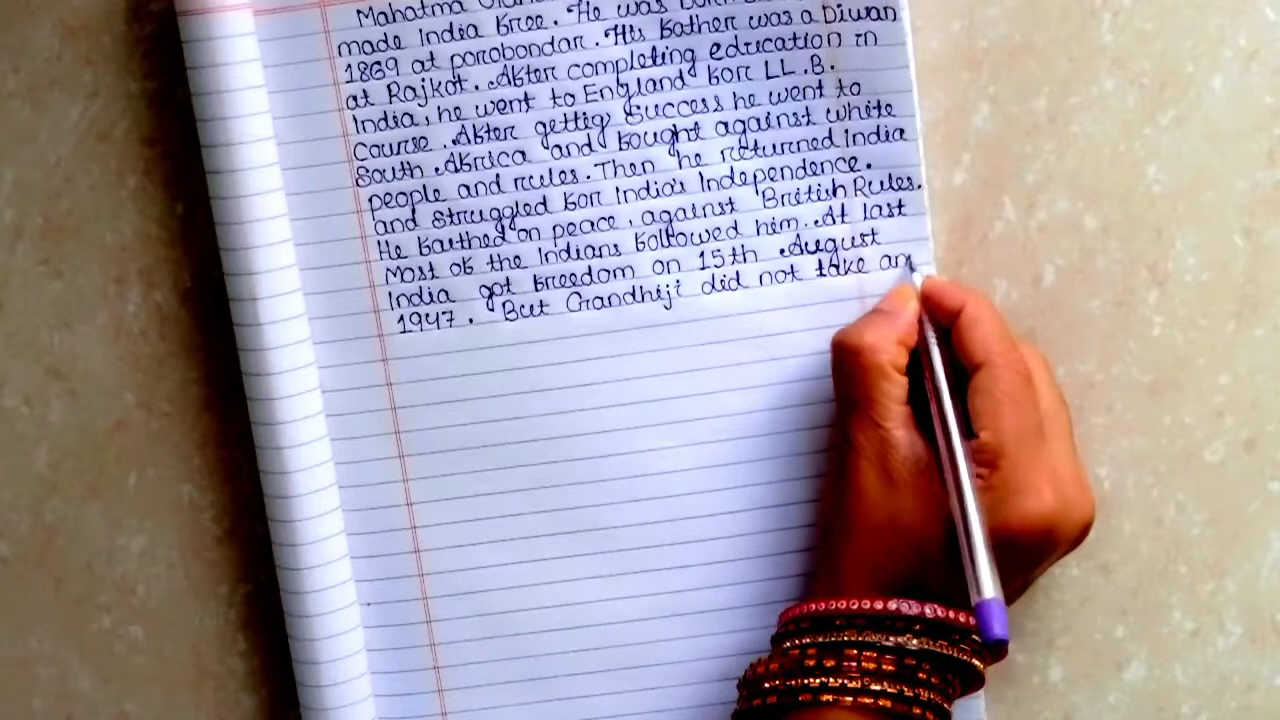 Mahatma
made India free. He was born
1869 at porobondar. His father was a Diwan
at Rajkot. After completing education in
India, he went to England for LL.B.
course. After gettig success he went to
South Africa and fought against white
people and rules. Then he returned India
and struggled for India's Independence.
He faithed on peace, against British Rules.
Most of the Indians followed him. At last
India got freedom on 15th August
1947. But Gandhiji did not take any